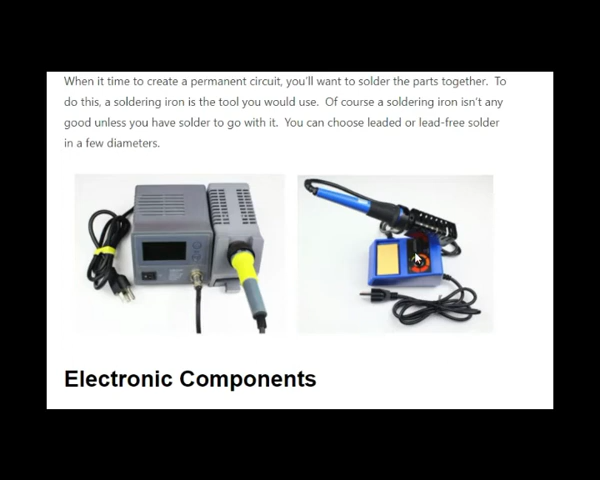 When it time to create a permanent circuit, you'll want to solder the parts together. To
do this, a soldering iron is the tool you would use. Of course a soldering iron isn't any
good unless you have solder to go with it. You can choose leaded or lead-free solder
in a few diameters.
Electronic Components